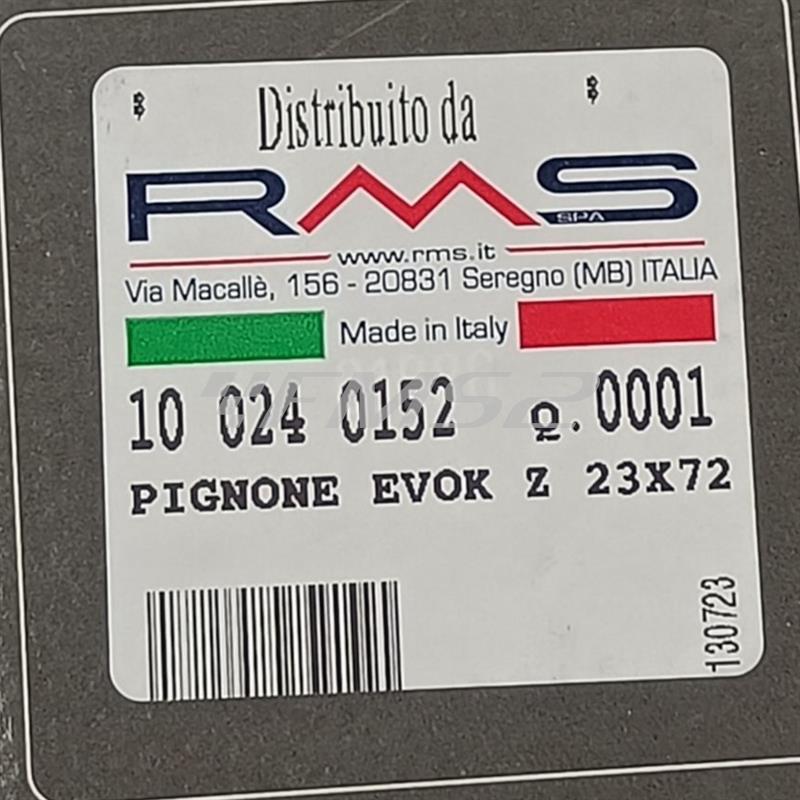 Distribuito da
RMS
SPA
www.rms.it
Via Macallè, 156 - 20831 Seregno (MB) ITALIA
Made in Italy
10 024 0152 Q.0001
PIGNONE EVOK Z 23X72
130723